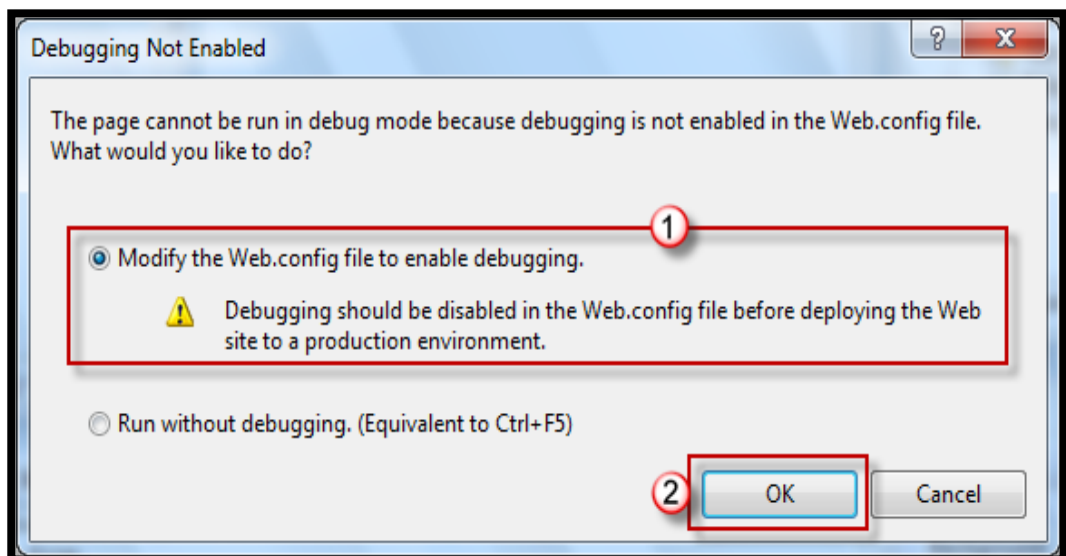 Debugging Not Enabled
?
X
The page cannot be run in debug mode because debugging is not enabled in the Web.config file.
What would you like to do?
1
Modify the Web.config file to enable debugging.
Debugging should be disabled in the Web.config file before deploying the Web
site to a production environment.
Run without debugging. (Equivalent to Ctrl+F5)
2
OK
Cancel